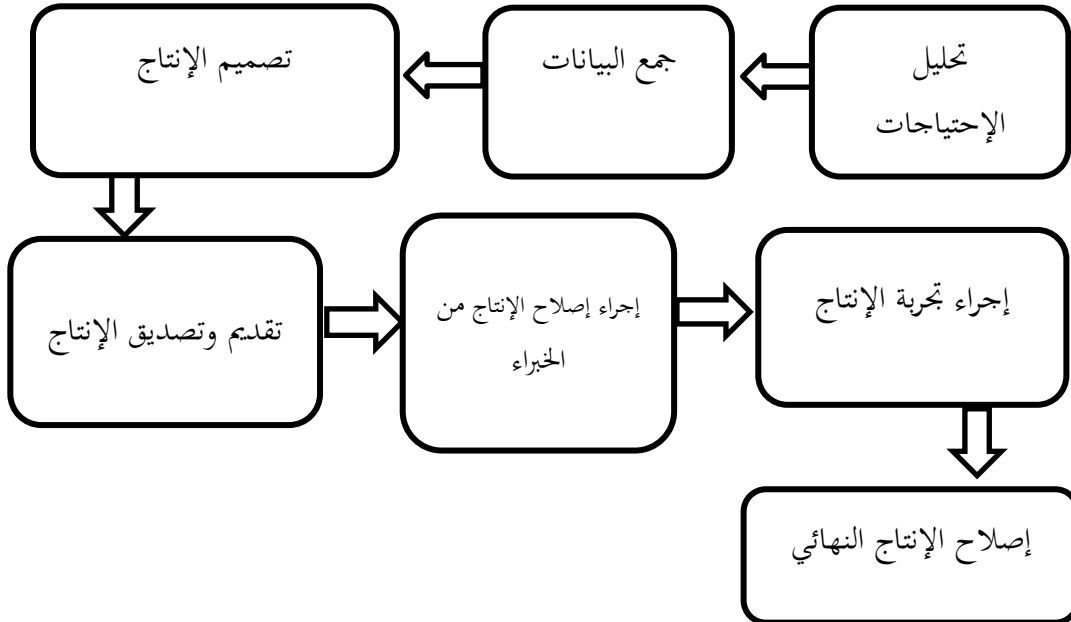 تحليل
الإحتياجات
جمع البيانات
تصميم الإنتاج
تقديم وتصديق الإنتاج
إجراء إصلاح الإنتاج من
الخبراء
إجراء تجربة الإنتاج
إصلاح الإنتاج النهائي